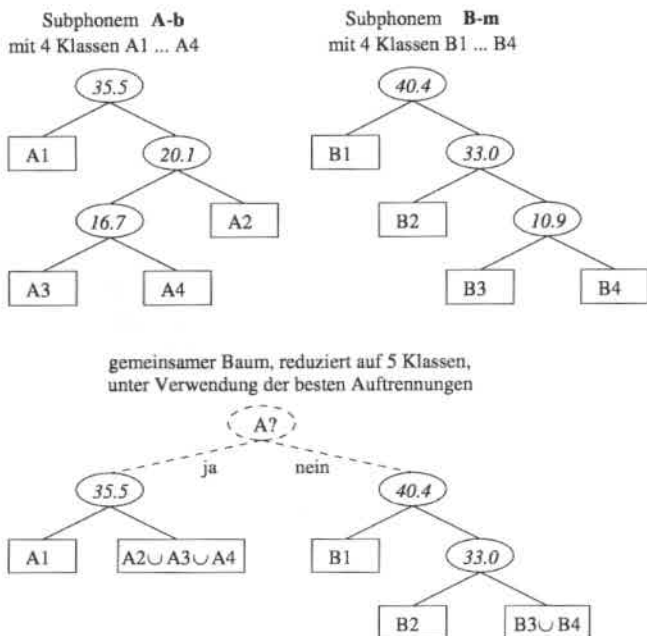 Subphonem A-b
mit 4 Klassen A1 ... A4
35.5
A1
20.1
16.7
A2
A3
A4
Subphonem B-m
mit 4 Klassen B1 ... B4
40.4
B1
33.0
B2
10.9
B3
B4
gemeinsamer Baum, reduziert auf 5 Klassen,
unter Verwendung der besten Auftrennungen
A?
ja
nein
35.5
40.4
A1
A2∪A3∪A4
B1
33.0
B2
B3∪B4